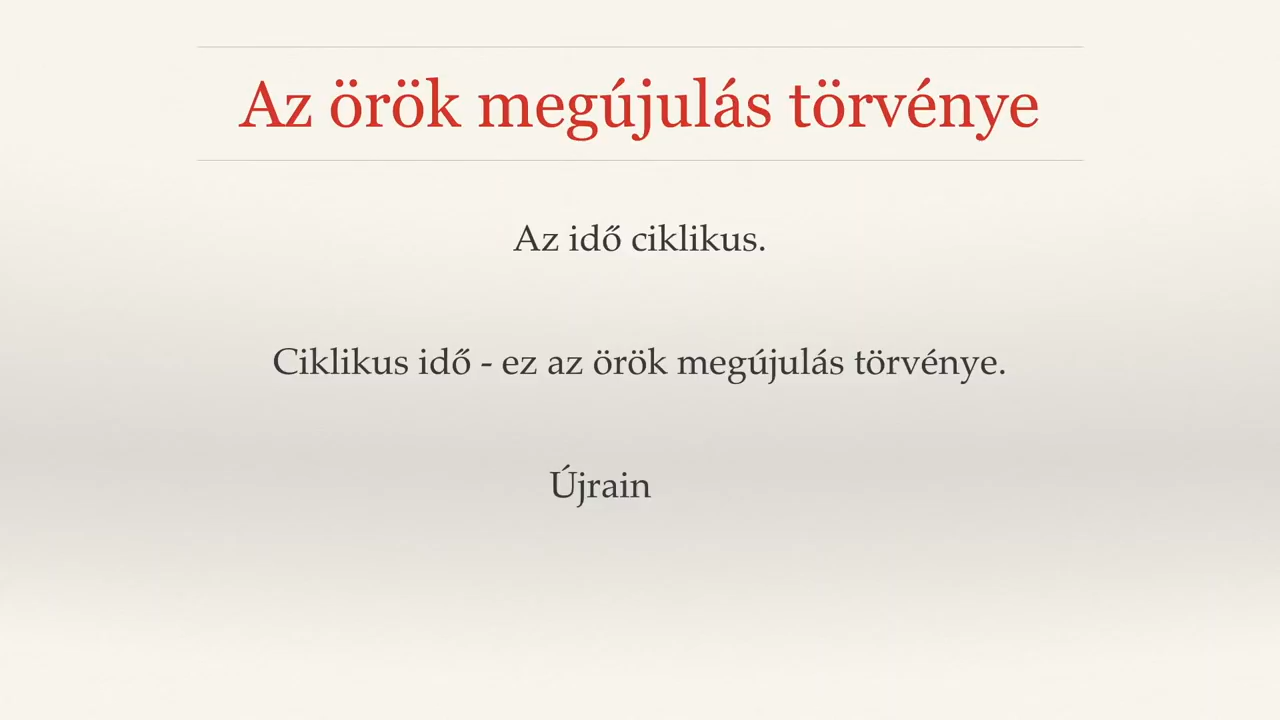 Az örök megújulás törvénye
Az idő ciklikus.
Ciklikus idő - ez az örök megújulás törvénye.
Újrain